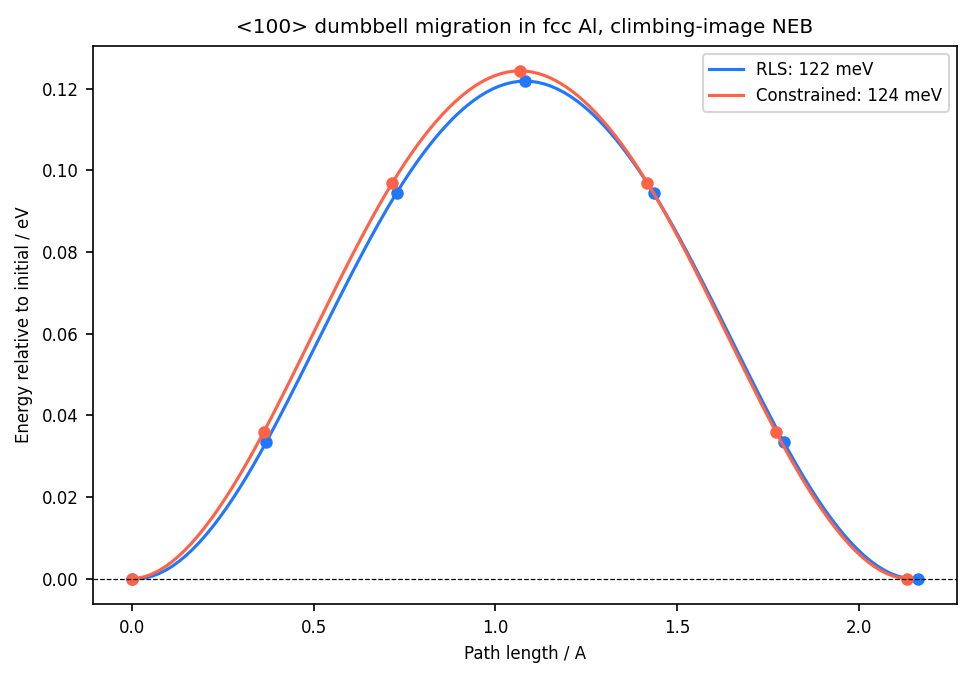 <100> dumbbell migration in fcc Al, climbing-image NEB
RLS: 122 meV
Constrained: 124 meV
Energy relative to initial / eV
0.12
0.10
0.08
0.06
0.04
0.02
0.00
0.0 0.5 1.0 1.5 2.0
Path length / A